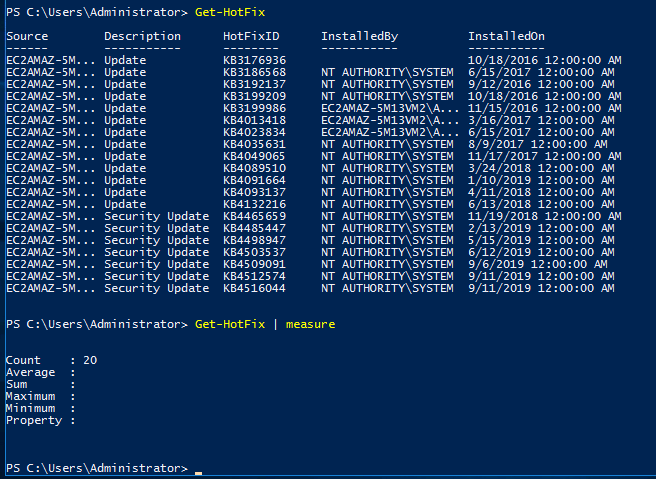 PS C:\Users\Administrator> Get-HotFix
Source Description HotFixID InstalledBy InstalledOn
------ ----------- -------- ----------- -----------
EC2AMAZ-5M... Update KB3176936 10/18/2016 12:00:00 AM
EC2AMAZ-5M... Update KB3186568 NT AUTHORITY\SYSTEM 6/15/2017 12:00:00 AM
EC2AMAZ-5M... Update KB3192137 NT AUTHORITY\SYSTEM 9/12/2016 12:00:00 AM
EC2AMAZ-5M... Update KB3199209 NT AUTHORITY\SYSTEM 10/18/2016 12:00:00 AM
EC2AMAZ-5M... Update KB3199986 EC2AMAZ-5M13VM2\A... 11/15/2016 12:00:00 AM
EC2AMAZ-5M... Update KB4013418 EC2AMAZ-5M13VM2\A... 3/16/2017 12:00:00 AM
EC2AMAZ-5M... Update KB4023834 EC2AMAZ-5M13VM2\A... 6/15/2017 12:00:00 AM
EC2AMAZ-5M... Update KB4035631 NT AUTHORITY\SYSTEM 8/9/2017 12:00:00 AM
EC2AMAZ-5M... Update KB4049065 NT AUTHORITY\SYSTEM 11/17/2017 12:00:00 AM
EC2AMAZ-5M... Update KB4089510 NT AUTHORITY\SYSTEM 3/24/2018 12:00:00 AM
EC2AMAZ-5M... Update KB4091664 NT AUTHORITY\SYSTEM 1/10/2019 12:00:00 AM
EC2AMAZ-5M... Update KB4093137 NT AUTHORITY\SYSTEM 4/11/2018 12:00:00 AM
EC2AMAZ-5M... Update KB4132216 NT AUTHORITY\SYSTEM 6/13/2018 12:00:00 AM
EC2AMAZ-5M... Security Update KB4465659 NT AUTHORITY\SYSTEM 11/19/2018 12:00:00 AM
EC2AMAZ-5M... Security Update KB4485447 NT AUTHORITY\SYSTEM 2/13/2019 12:00:00 AM
EC2AMAZ-5M... Security Update KB4498947 NT AUTHORITY\SYSTEM 5/15/2019 12:00:00 AM
EC2AMAZ-5M... Security Update KB4503537 NT AUTHORITY\SYSTEM 6/12/2019 12:00:00 AM
EC2AMAZ-5M... Security Update KB4509091 NT AUTHORITY\SYSTEM 9/6/2019 12:00:00 AM
EC2AMAZ-5M... Security Update KB4512574 NT AUTHORITY\SYSTEM 9/11/2019 12:00:00 AM
EC2AMAZ-5M... Security Update KB4516044 NT AUTHORITY\SYSTEM 9/11/2019 12:00:00 AM
PS C:\Users\Administrator> Get-HotFix | measure
Count : 20
Average :
Sum :
Maximum :
Minimum :
Property :
PS C:\Users\Administrator>